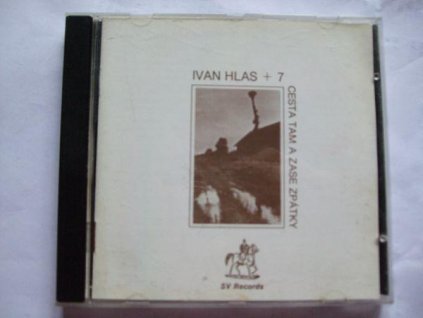 IVAN HLAS + 7
CESTA TAM A ZASE ZPÁTKY
SV Records